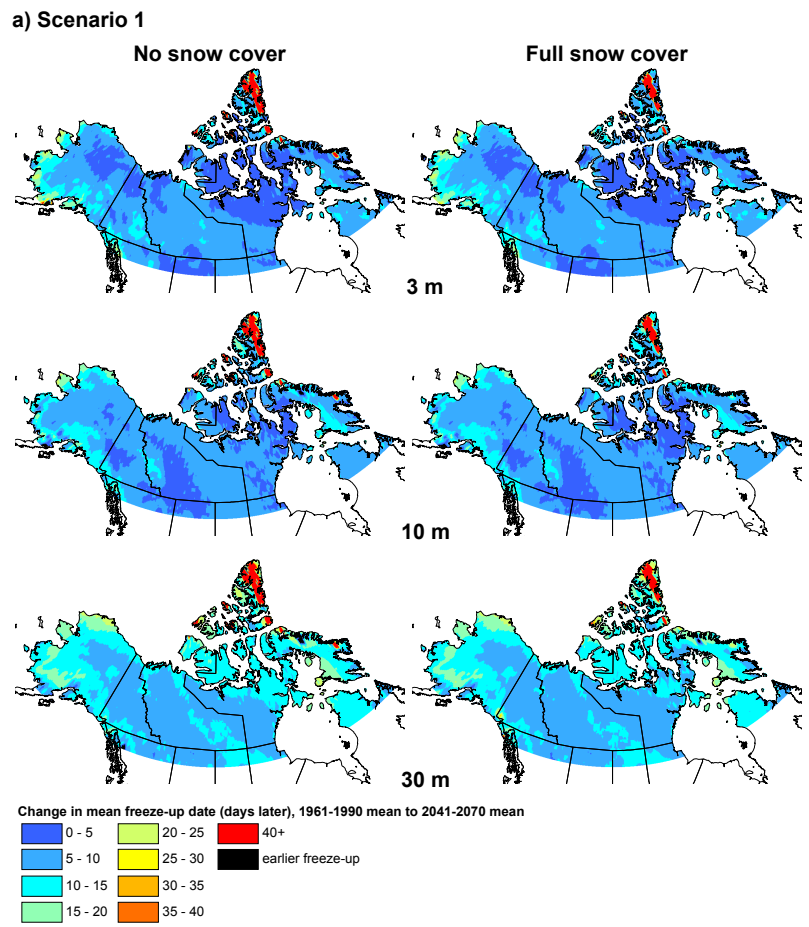 a) Scenario 1
No snow cover
Full snow cover
3 m
10 m
30 m
Change in mean freeze-up date (days later), 1961-1990 mean to 2041-2070 mean
0 - 5
20 - 25
40+
5 - 10
25 - 30
earlier freeze-up
10 - 15
30 - 35
15 - 20
35 - 40